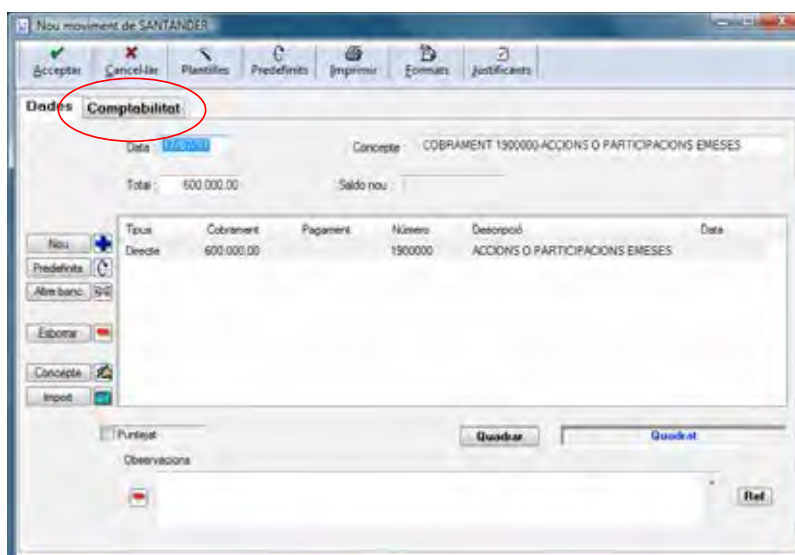 Nou moviment de SANTANDER
Acceptar Cancel·lar Plantilles Predefinits Imprimir Formats Justificants
Dades Comptabilitat
Data : Concepte : COBRAMENT 1900000-ACCIONS O PARTICIPACIONS EMESES
Total : 600.000.00 Saldo nou :
Tipus Cobrament Pagament Número Descripció Data
Directe 600.000.00 1900000 ACCIONS O PARTICIPACIONS EMESES
Nou
Predefinits
Altre banc
Esborrar
Concepte
Import
Puntejat Quadrar Quadrat
Observacions
Ref